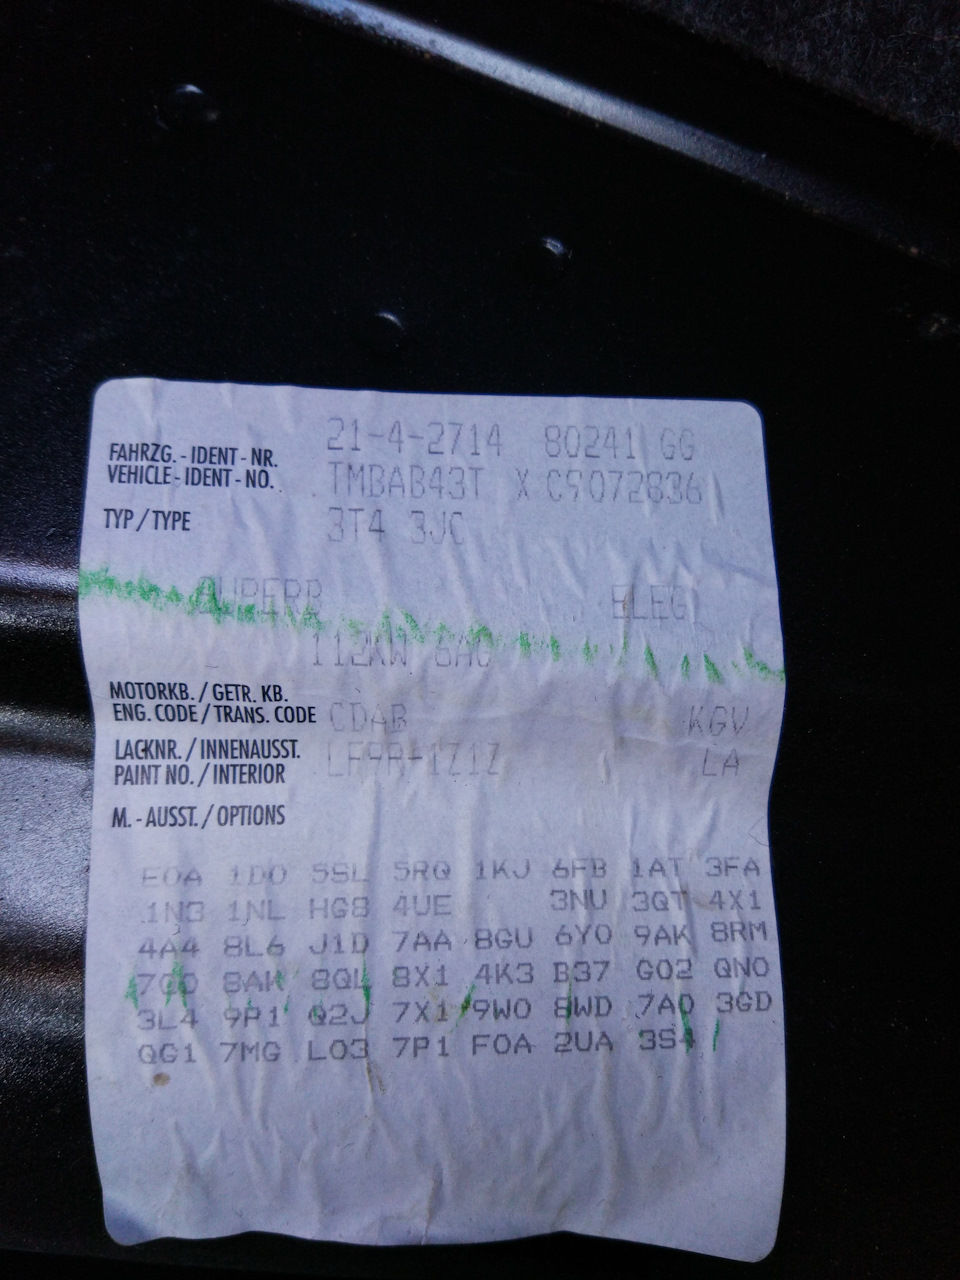 21-4-2714 80241 GG
FAHRZG.-IDENT-NR.
VEHICLE-IDENT-NO. TMBAB43T X C9072836
TYP/TYPE 3T4 3JC
SUPERB ELEG
112KW 6AG
MOTORKB./GETR. KB.
ENG. CODE/TRANS. CODE CDAB KGV
LACKNR./INNENAUSST.
PAINT NO./INTERIOR LF9R-1Z1Z LA
M.-AUSST./OPTIONS
E0A 1D0 5SL 5RQ 1KJ 6FB 1AT 3FA
1N3 1NL HG8 4UE 3NU 3QT 4X1
4A4 8L6 J1D 7AA 8GU 6Y0 9AK 8RM
8QL 8X1 4K3 B37 G02 QN0
3L4 9P1 Q2J 7X1 9W0 8WD 7A0 3GD
QG1 7MG L03 7P1 F0A 2UA 3S4